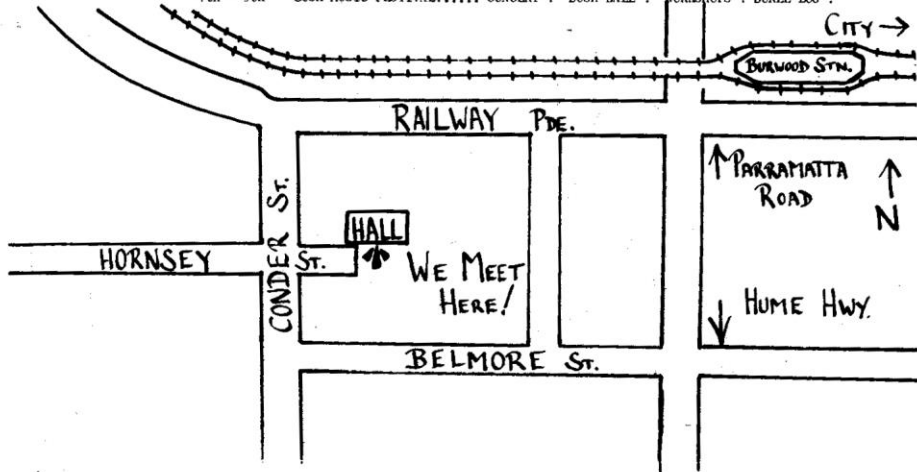 CITY →
BURWOOD STN.
RAILWAY PDE.
PARRAMATTA
ROAD
N
CONDER ST.
HALL
HORNSEY ST.
WE MEET
HERE!
HUME HWY.
BELMORE ST.